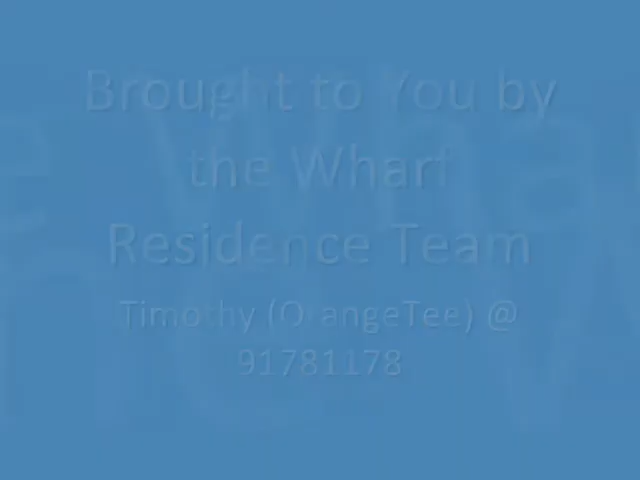 Brought to You by
the Wharf
Residence Team
Timothy (OrangeTee) @
91781178